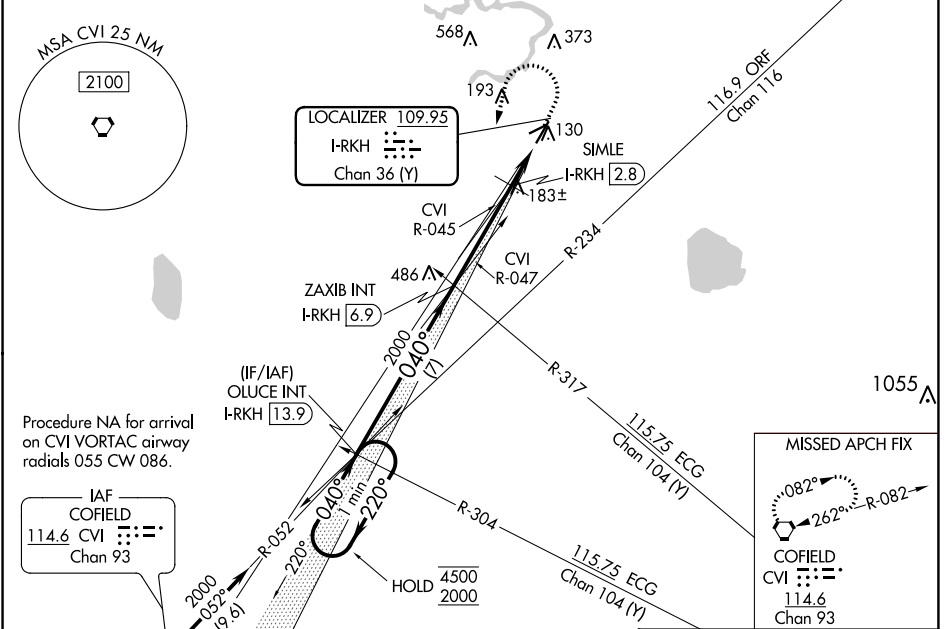 MSA CVI 25 NM
2100
568
373
193
116.9 ORF
Chan 116
LOCALIZER 109.95
I-RKH
Chan 36 (Y)
130
SIMLE
I-RKH 2.8
183±
CVI
R-045
R-234
CVI
R-047
486
ZAXIB INT
I-RKH 6.9
2000
040°
(7)
R-317
(IF/IAF)
OLUCE INT
I-RKH 13.9
1055
115.75 ECG
Chan 104 (Y)
Procedure NA for arrival
on CVI VORTAC airway
radials 055 CW 086.
MISSED APCH FIX
082°
R-082
262°
COFIELD
CVI
114.6
Chan 93
IAF
COFIELD
114.6 CVI
Chan 93
040°
1 min
220°
R-052
R-304
220°
115.75 ECG
Chan 104 (Y)
HOLD 4500
2000
2000
052°
(9.6)